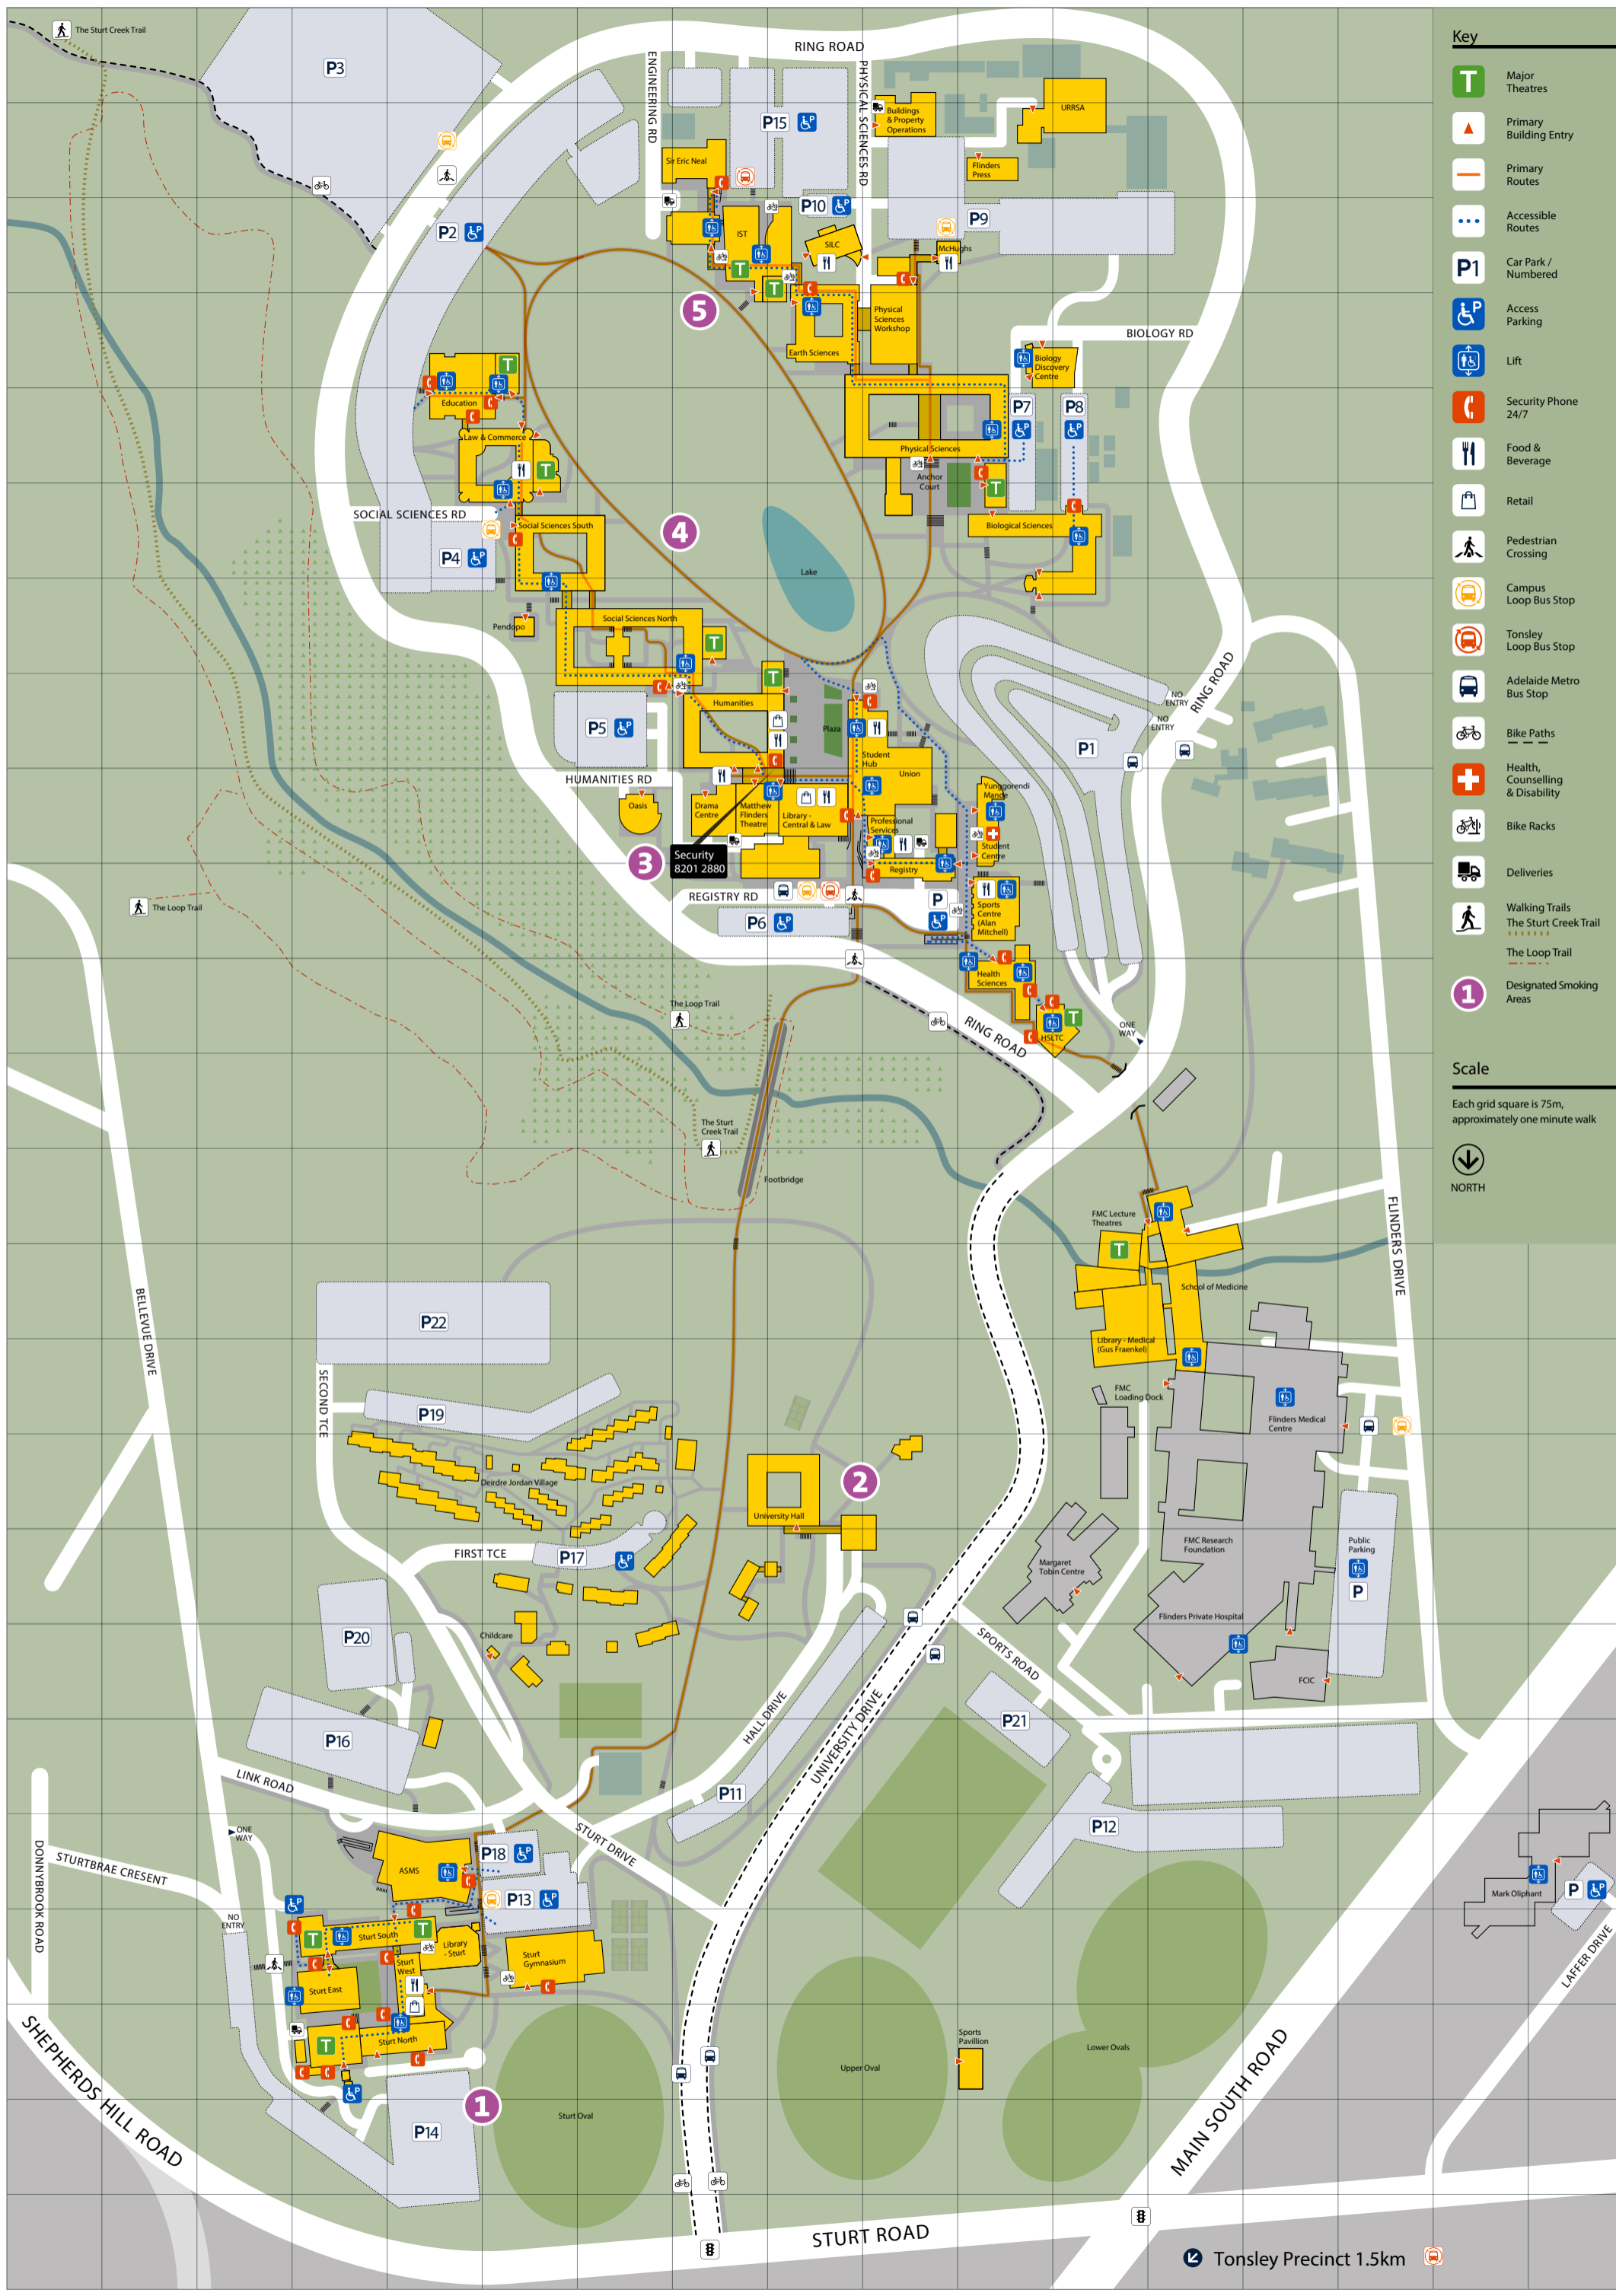 The Sturt Creek Trail
P3
RING ROAD
ENGINEERING RD
PHYSICAL SCIENCES RD
P15
Buildings
& Property
Operations
URRSA
Sir Eric Neal
Flinders
Press
P2
P10
P9
IST
SILC
McHughs
5
Physical
Sciences
Workshop
Earth Sciences
BIOLOGY RD
Biology
Discovery
Centre
Education
P7
P8
Law & Commerce
Physical Sciences
Anchor
Court
SOCIAL SCIENCES RD
Social Sciences South
Biological Sciences
4
P4
Lake
Pendopo
Social Sciences North
RING ROAD
NO
ENTRY
NO
ENTRY
Humanities
P5
Plaza
P1
Student
Hub
Union
HUMANITIES RD
Oasis
Drama
Centre
Matthew
Flinders
Theatre
Library -
Central & Law
Yunggorendi
Mande
Professional
Services
Student
Centre
3
Security
8201 2880
Registry
REGISTRY RD
P
P6
Sports
Centre
(Alan
Mitchell)
The Loop Trail
Health
Sciences
The Loop Trail
RING ROAD
HSLTC
ONE
WAY
The Sturt
Creek Trail
Footbridge
FMC Lecture
Theatres
FLINDERS DRIVE
School of Medicine
BELLEVUE DRIVE
P22
Library - Medical
(Gus Fraenkel)
SECOND TCE
P19
FMC
Loading Dock
Flinders Medical
Centre
Deirdre Jordan Village
2
University Hall
FIRST TCE
P17
FMC Research
Foundation
Public
Parking
P
Margaret
Tobin Centre
Flinders Private Hospital
P20
Childcare
SPORTS ROAD
FCIC
P16
HALL DRIVE
UNIVERSITY DRIVE
P21
LINK ROAD
P11
P12
ONE
WAY
STURT DRIVE
DONNYBROOK ROAD
STURTBRAE CRESENT
ASMS
P18
P13
Mark Oliphant
P
NO
ENTRY
Sturt South
Library
- Sturt
Sturt
Gymnasium
Sturt
West
Sturt East
LAFFER DRIVE
Sturt North
SHEPHERDS HILL ROAD
Sports
Pavillion
Upper Oval
Lower Ovals
1
Sturt Oval
P14
MAIN SOUTH ROAD
STURT ROAD
Tonsley Precinct 1.5km
Key
T
Major
Theatres
Primary
Building Entry
Primary
Routes
Accessible
Routes
P1
Car Park /
Numbered
Access
Parking
Lift
Security Phone
24/7
Food &
Beverage
Retail
Pedestrian
Crossing
Campus
Loop Bus Stop
Tonsley
Loop Bus Stop
Adelaide Metro
Bus Stop
Bike Paths
Health,
Counselling
& Disability
Bike Racks
Deliveries
Walking Trails
The Sturt Creek Trail
The Loop Trail
1
Designated Smoking
Areas
Scale
Each grid square is 75m,
approximately one minute walk
NORTH